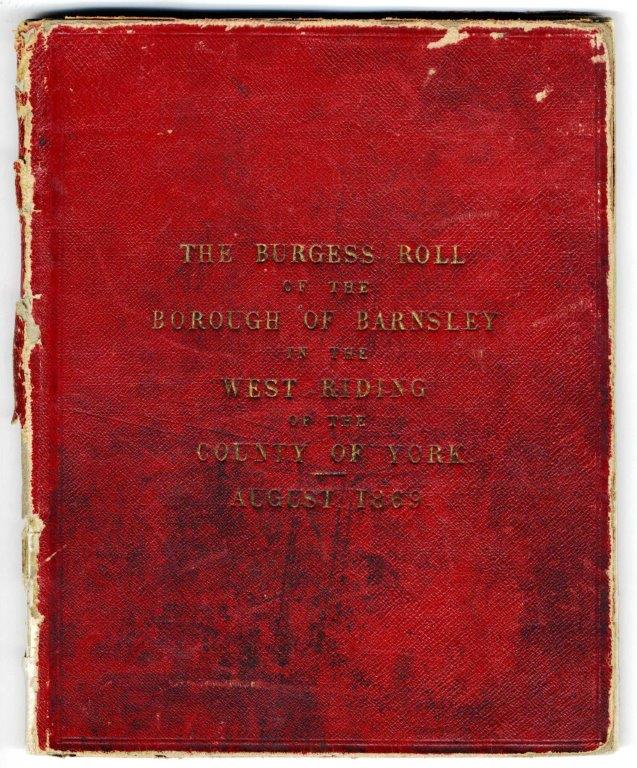 THE BURGESS ROLL
OF THE
BOROUGH OF BARNSLEY
IN THE
WEST RIDING
OF THE
COUNTY OF YORK
AUGUST 1869